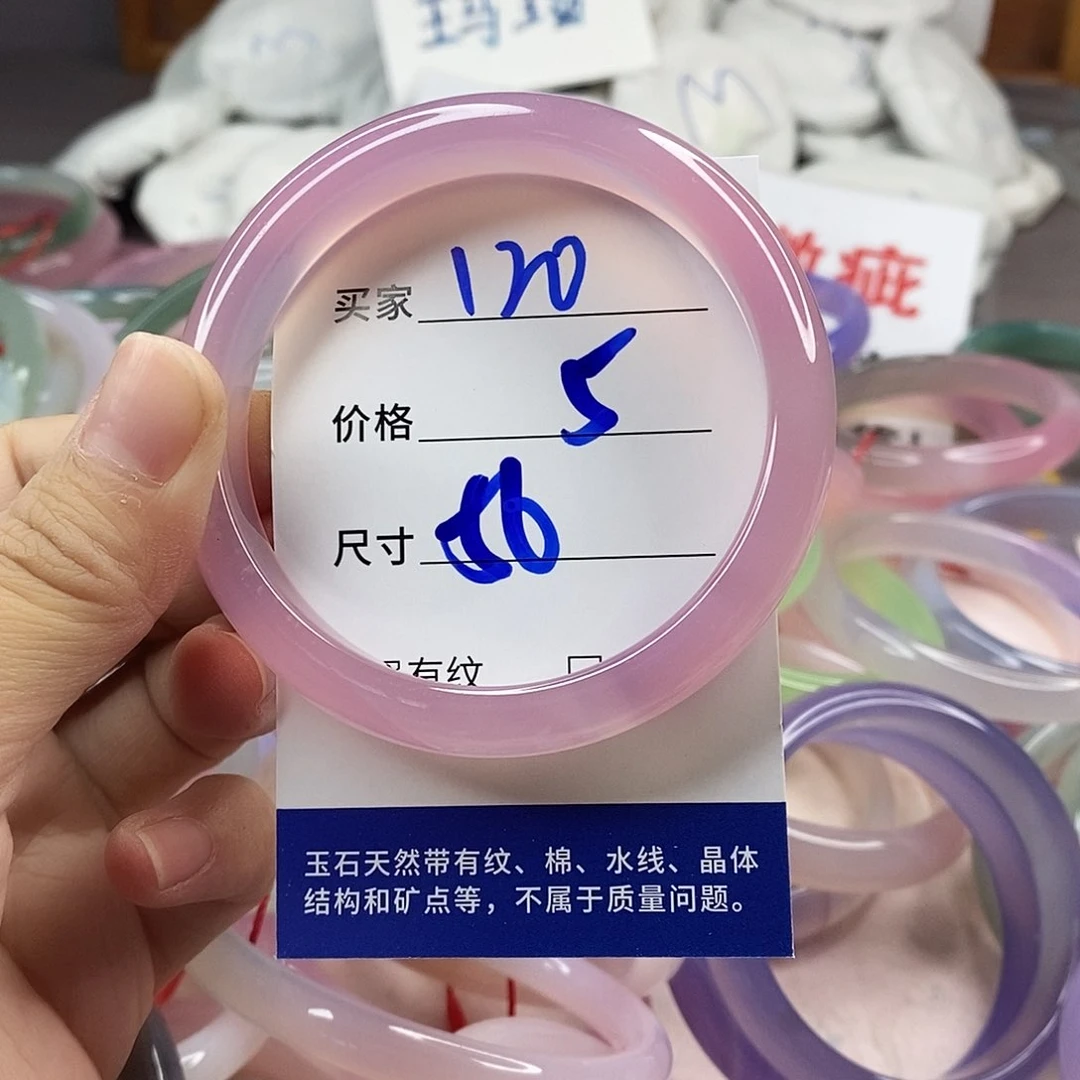 玛瑙
M
疵
买家 120
价格 5
尺寸 56
有纹 □
玉石天然带有纹、棉、水线、晶体
结构和矿点等，不属于质量问题。